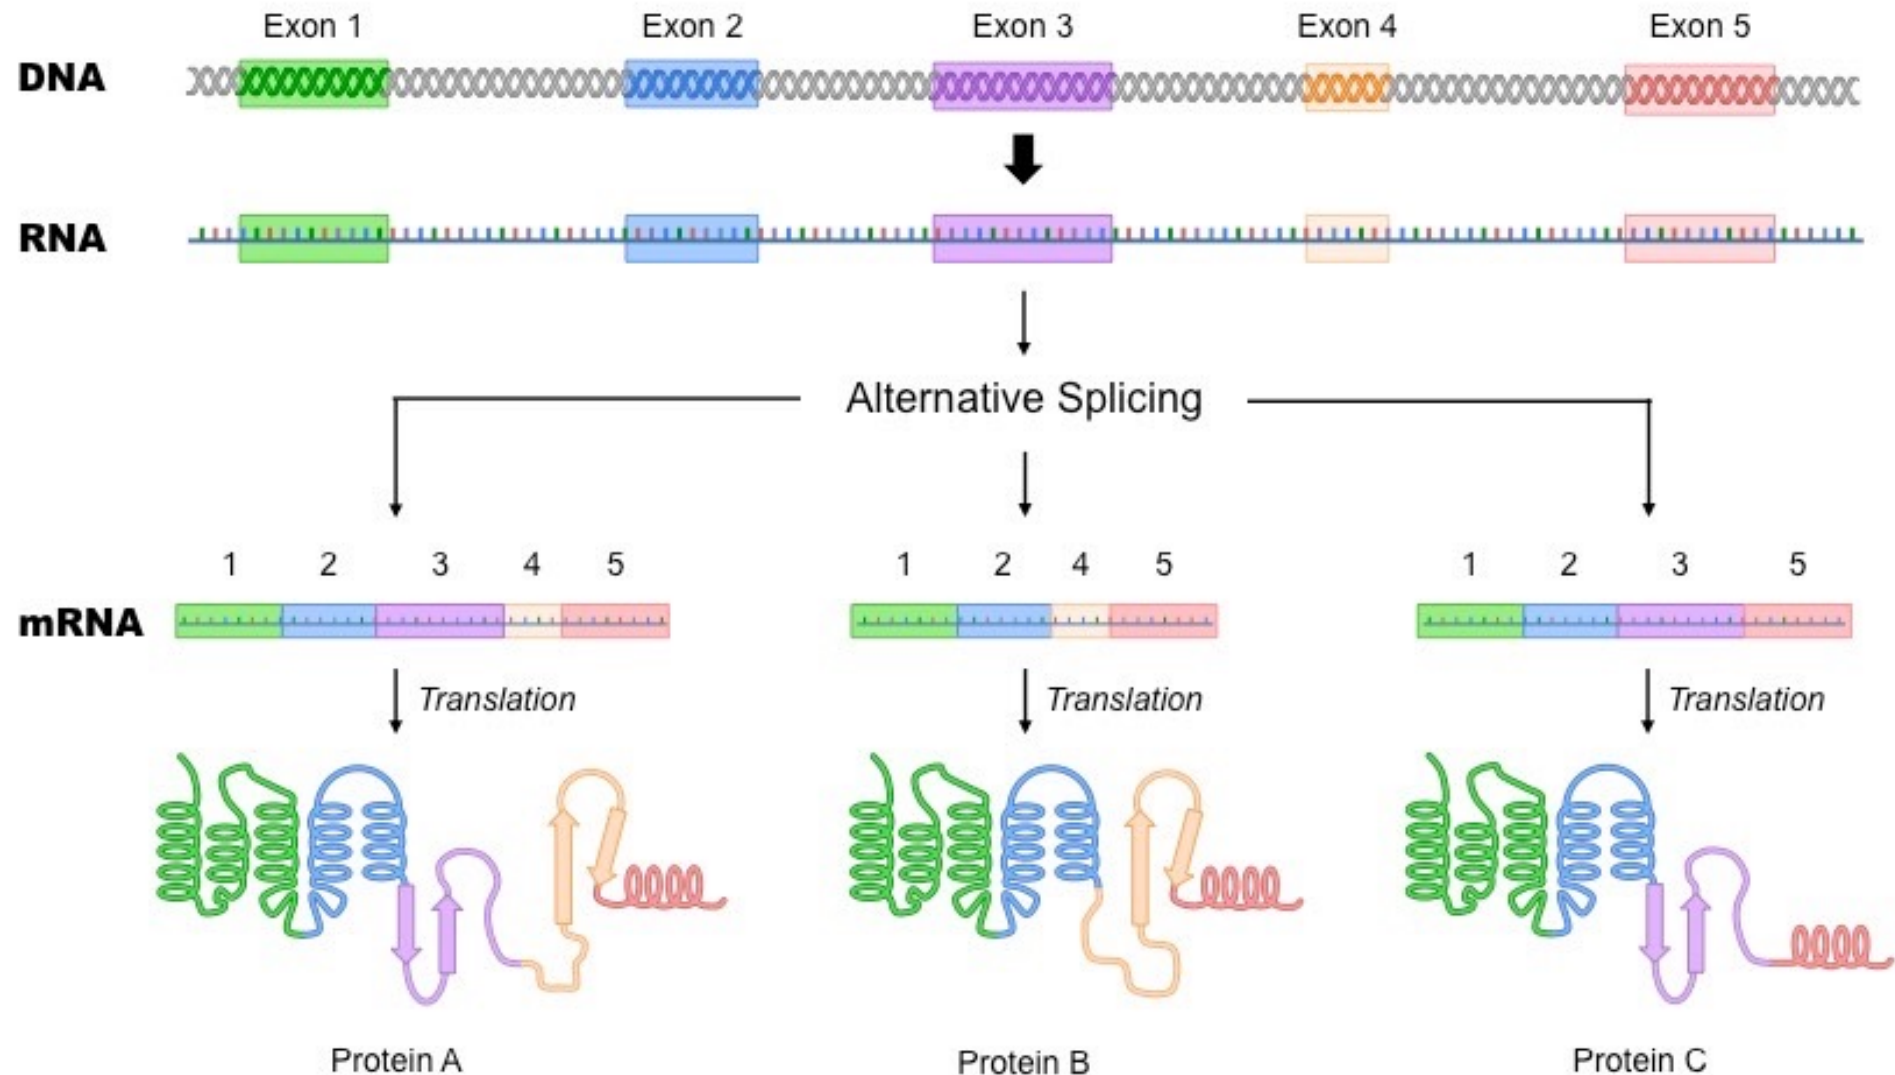 Exon 1 Exon 2 Exon 3 Exon 4 Exon 5
DNA
RNA
Alternative Splicing
1 2 3 4 5 1 2 4 5 1 2 3 5
mRNA
Translation Translation Translation
Protein A Protein B Protein C